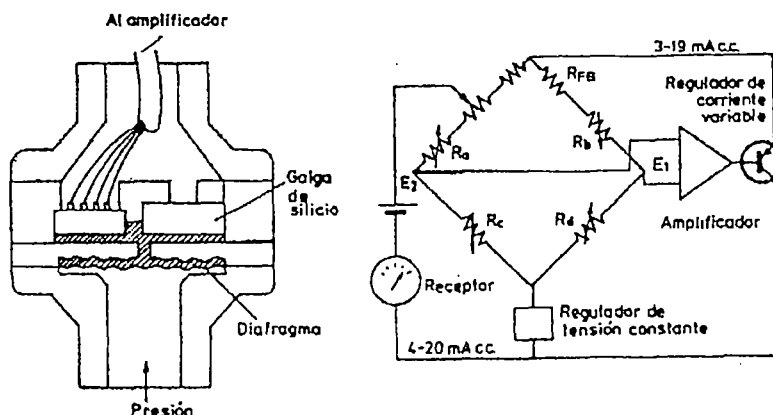 Al amplificador
Galga
de
silicio
Diafragma
Presión
3-19 mA c.c.
Regulador de
corriente
variable
RFB
Ra
Rb
E2
E1
Amplificador
Rc
Rd
Receptor
Regulador de
tensión constante
4-20 mA c.c.